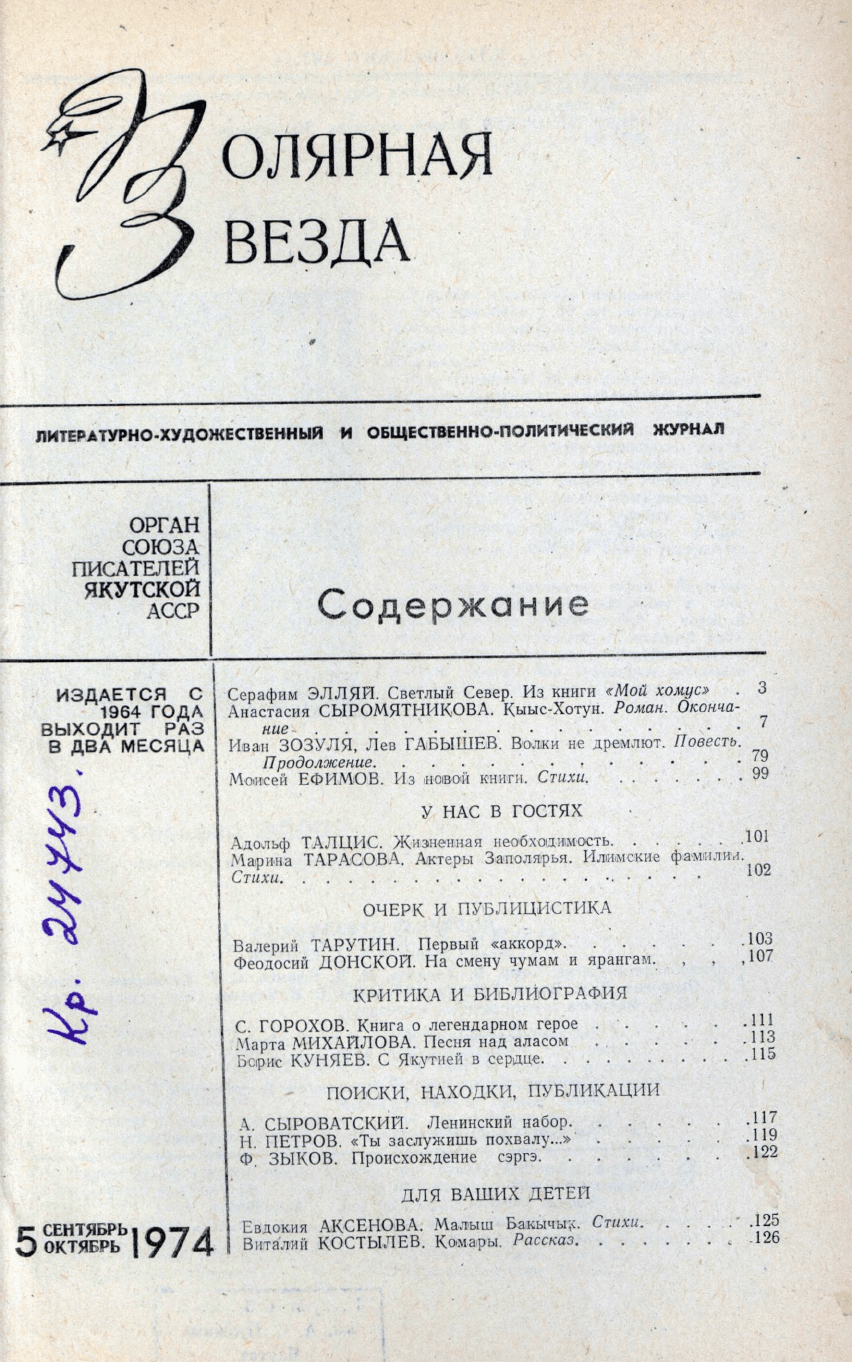 ПОЛЯРНАЯ
ЗВЕЗДА
ЛИТЕРАТУРНО-ХУДОЖЕСТВЕННЫЙ И ОБЩЕСТВЕННО-ПОЛИТИЧЕСКИЙ ЖУРНАЛ
ОРГАН
СОЮЗА
ПИСАТЕЛЕЙ
ЯКУТСКОЙ
АССР
Содержание
ИЗДАЕТСЯ С
1964 ГОДА
ВЫХОДИТ РАЗ
В ДВА МЕСЯЦА
Кр. 24743.
Серафим ЭЛЛЯЙ. Светлый Север. Из книги «Мой хомус» . 3
Анастасия СЫРОМЯТНИКОВА. Кыыс-Хотун. Роман. Оконча-
ние . . . . . . . . . . . . . . . . . 7
Иван ЗОЗУЛЯ, Лев ГАБЫШЕВ. Волки не дремлют. Повесть.
Продолжение. . . . . . . . . . . . . . 79
Моисей ЕФИМОВ. Из новой книги. Стихи. . . . . . . . 99
У НАС В ГОСТЯХ
Адольф ТАЛЦИС. Жизненная необходимость. . . . . . .101
Марина ТАРАСОВА. Актеры Заполярья. Илимские фамилии.
Стихи. . . . . . . . . . . . . . . . . 102
ОЧЕРК И ПУБЛИЦИСТИКА
Валерий ТАРУТИН. Первый «аккорд». . . . . . .103
Феодосий ДОНСКОЙ. На смену чумам и ярангам. , , ,107
КРИТИКА И БИБЛИОГРАФИЯ
С. ГОРОХОВ. Книга о легендарном герое . . . . . .111
Марта МИХАЙЛОВА. Песня над аласом . . . . . .113
Борис КУНЯЕВ. С Якутией в сердце. . . . . . . . .115
ПОИСКИ, НАХОДКИ, ПУБЛИКАЦИИ
А. СЫРОВАТСКИЙ. Ленинский набор. . . . . . .117
Н. ПЕТРОВ. «Ты заслужишь похвалу...» . . . . . .119
Ф. ЗЫКОВ. Происхождение сэргэ. . . . . . .122
ДЛЯ ВАШИХ ДЕТЕЙ
Евдокия АКСЕНОВА. Малыш Бакычык. Стихи. . . . . .125
Виталий КОСТЫЛЕВ. Комары. Рассказ. . . . . . . .126
5 СЕНТЯБРЬ
ОКТЯБРЬ 1974